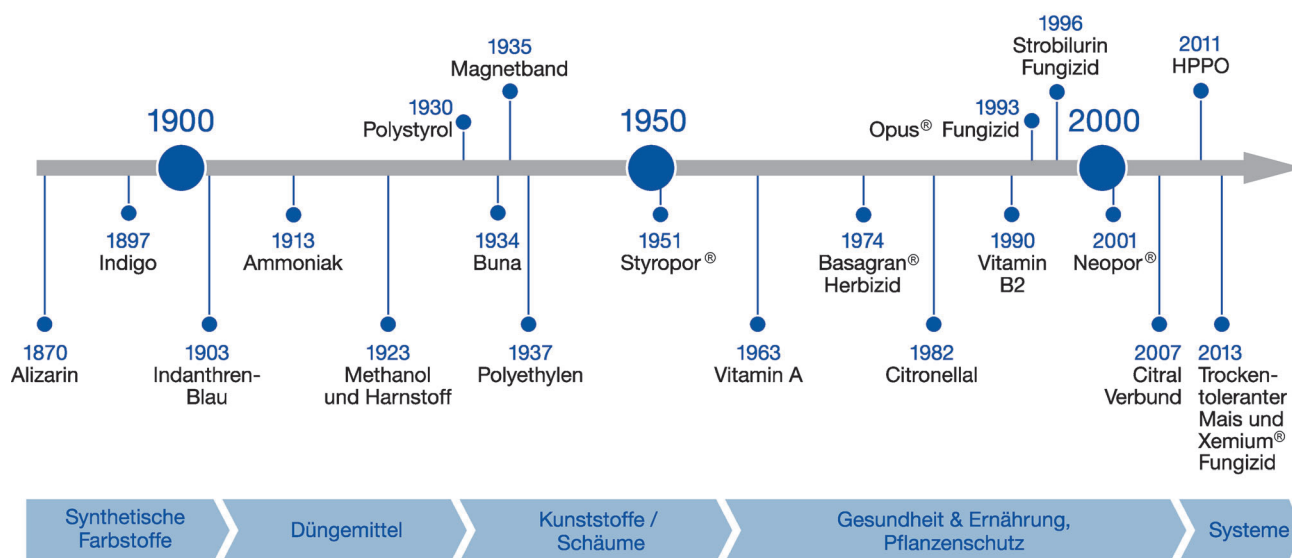 1900
1950
2000
1930
Polystyrol
1935
Magnetband
1993
Opus® Fungizid
1996
Strobilurin
Fungizid
2011
HPPO
1870
Alizarin
1897
Indigo
1903
Indanthren-
Blau
1913
Ammoniak
1923
Methanol
und Harnstoff
1934
Buna
1937
Polyethylen
1951
Styropor®
1963
Vitamin A
1974
Basagran®
Herbizid
1982
Citronellal
1990
Vitamin
B2
2001
Neopor®
2007
Citral
Verbund
2013
Trocken-
toleranter
Mais und
Xemium®
Fungizid
Synthetische
Farbstoffe
Düngemittel
Kunststoffe /
Schäume
Gesundheit & Ernährung,
Pflanzenschutz
Systeme